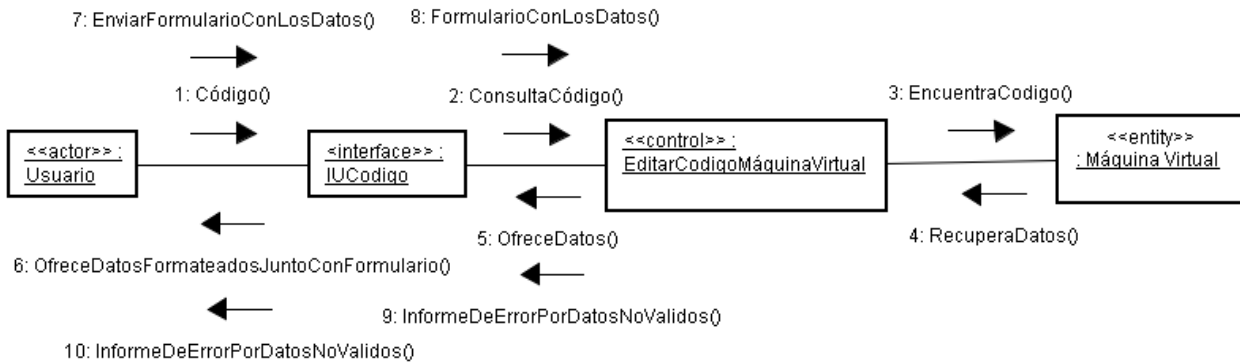 7: EnviarFormularioConLosDatos()
8: FormularioConLosDatos()
1: Código()
2: ConsultaCódigo()
3: EncuentraCodigo()
<<actor>> :
Usuario
<interface>> :
IUCodigo
<<control>> :
EditarCodigoMáquinaVirtual
<<entity>>
: Máquina Virtual
5: OfreceDatos()
4: RecuperaDatos()
6: OfreceDatosFormateadosJuntoConFormulario()
9: InformeDeErrorPorDatosNoValidos()
10: InformeDeErrorPorDatosNoValidos()